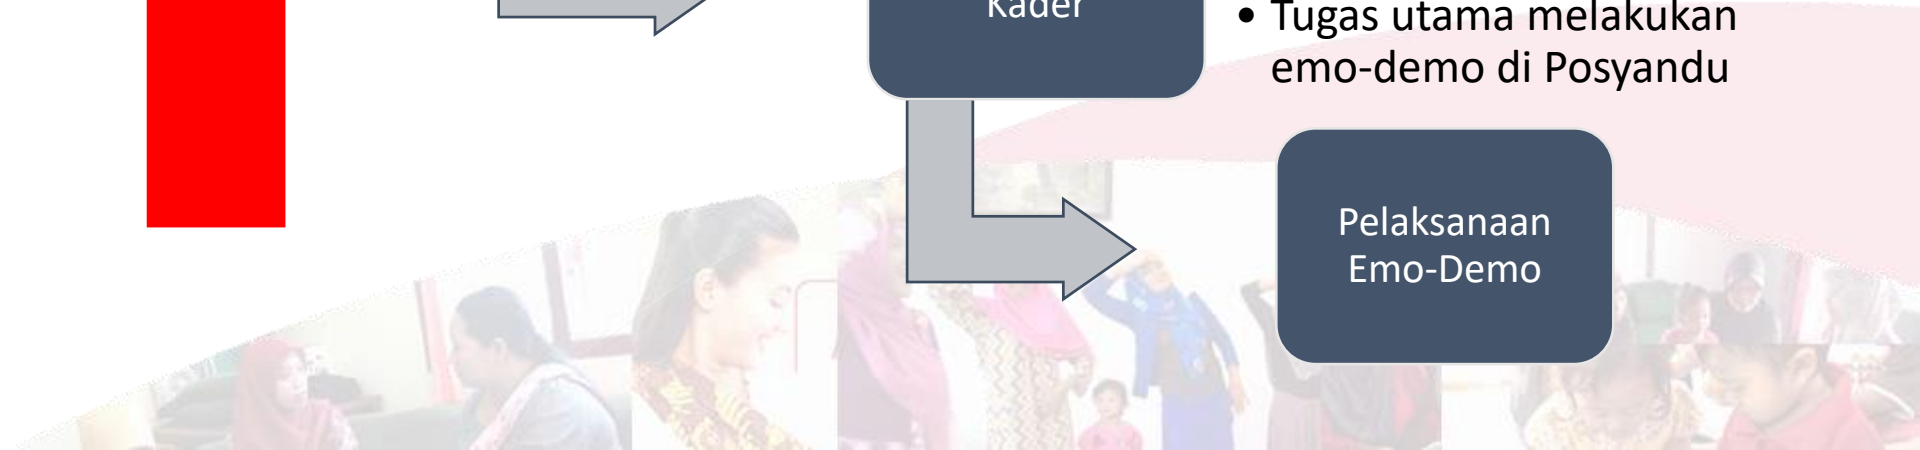 Kader
• Tugas utama melakukan
emo-demo di Posyandu
Pelaksanaan
Emo-Demo